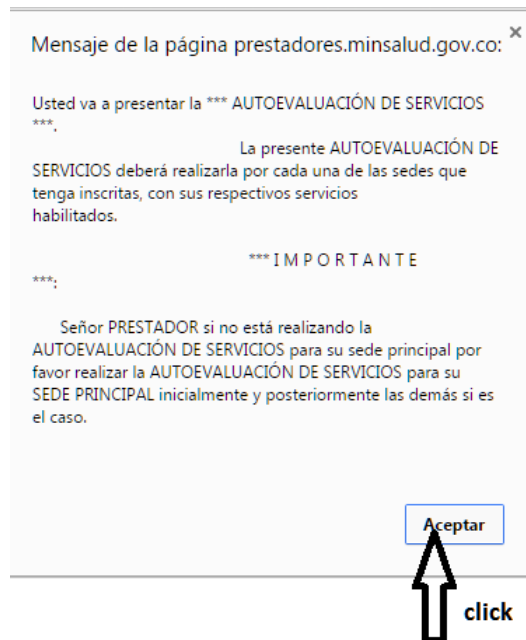 Mensaje de la página prestadores.minsalud.gov.co: ×
Usted va a presentar la *** AUTOEVALUACIÓN DE SERVICIOS
***.
La presente AUTOEVALUACIÓN DE
SERVICIOS deberá realizarla por cada una de las sedes que
tenga inscritas, con sus respectivos servicios
habilitados.
*** I M P O R T A N T E
***:
Señor PRESTADOR si no está realizando la
AUTOEVALUACIÓN DE SERVICIOS para su sede principal por
favor realizar la AUTOEVALUACIÓN DE SERVICIOS para su
SEDE PRINCIPAL inicialmente y posteriormente las demás si es
el caso.
Aceptar
click